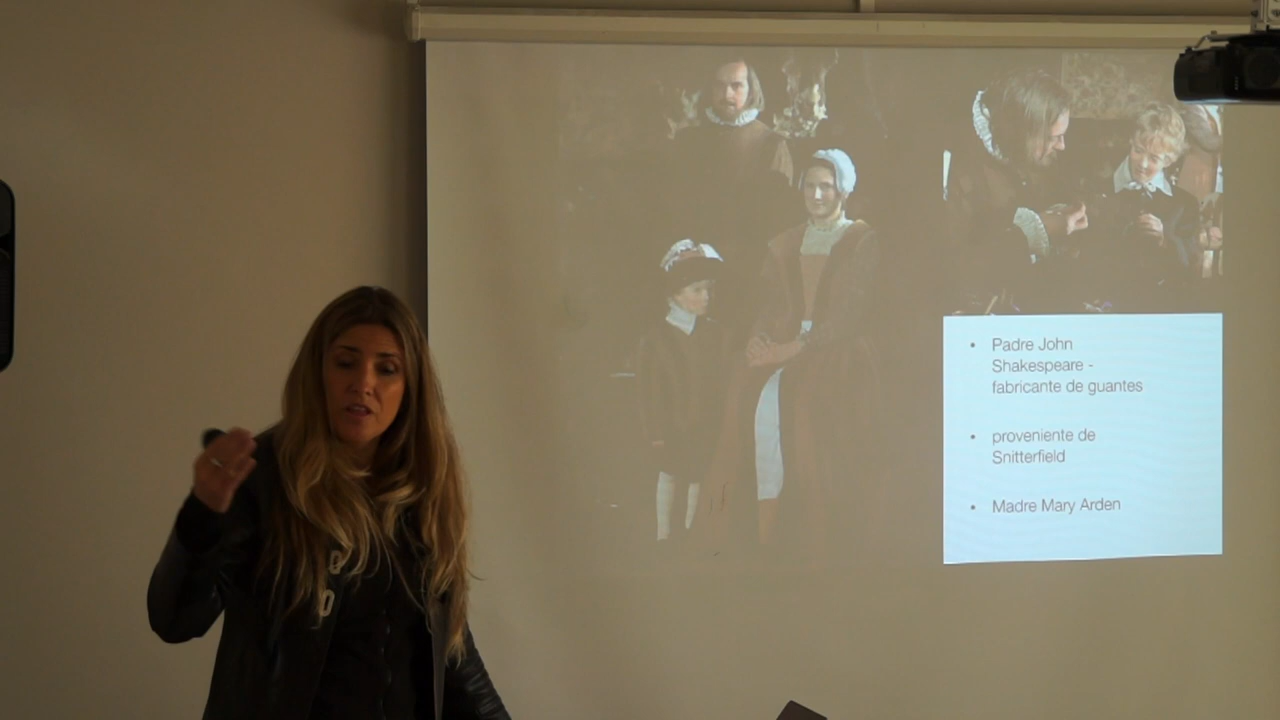 • Padre John
Shakespeare -
fabricante de guantes
• proveniente de
Snitterfield
• Madre Mary Arden